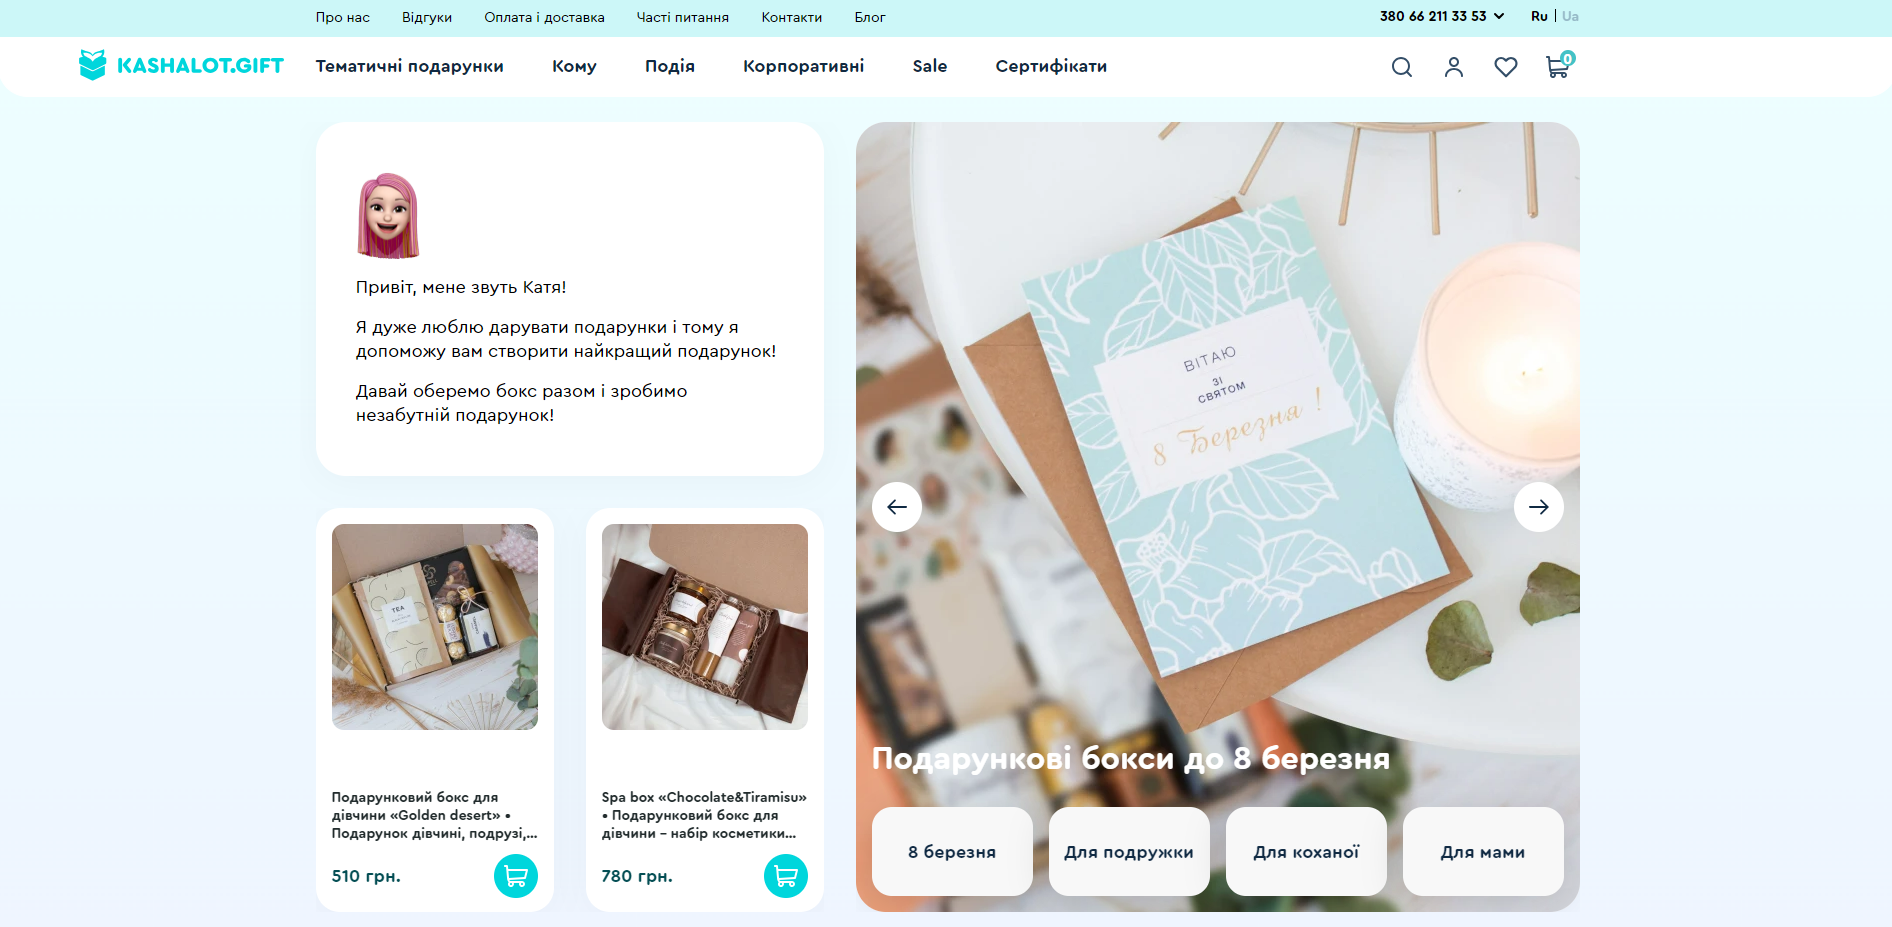 Про нас Відгуки Оплата і доставка Часті питання Контакти Блог 380 66 211 33 53 Ru Ua
KASHALOT.GIFT Тематичні подарунки Кому Подія Корпоративні Sale Сертифікати 0
Привіт, мене звуть Катя!
Я дуже люблю дарувати подарунки і тому я
допоможу вам створити найкращий подарунок!
Давай оберемо бокс разом і зробимо
незабутній подарунок!
TEA
Подарунковий бокс для
дівчини «Golden desert» •
Подарунок дівчині, подрузі,...
510 грн.
Spa box «Chocolate&Tiramisu»
• Подарунковий бокс для
дівчини – набір косметики...
780 грн.
ВІТАЮ
ЗІ
СВЯТОМ
8 Березня !
Подарункові бокси до 8 березня
8 березня Для подружки Для коханої Для мами